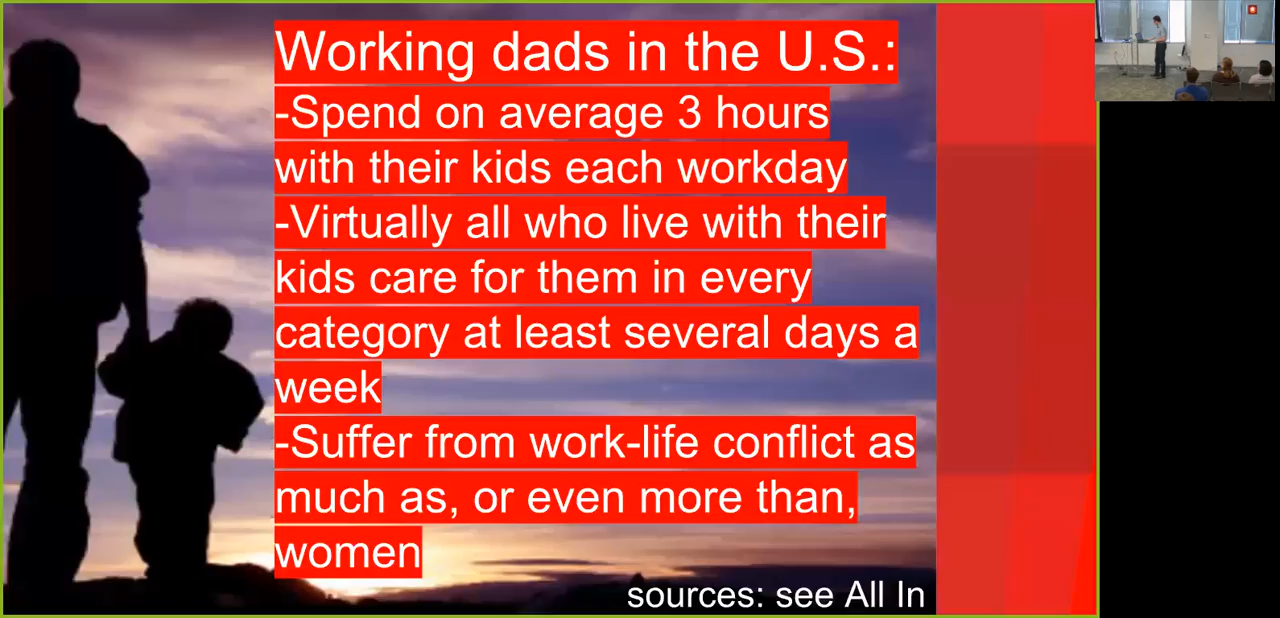 Working dads in the U.S.:
-Spend on average 3 hours
with their kids each workday
-Virtually all who live with their
kids care for them in every
category at least several days a
week
-Suffer from work-life conflict as
much as, or even more than,
women
sources: see All In